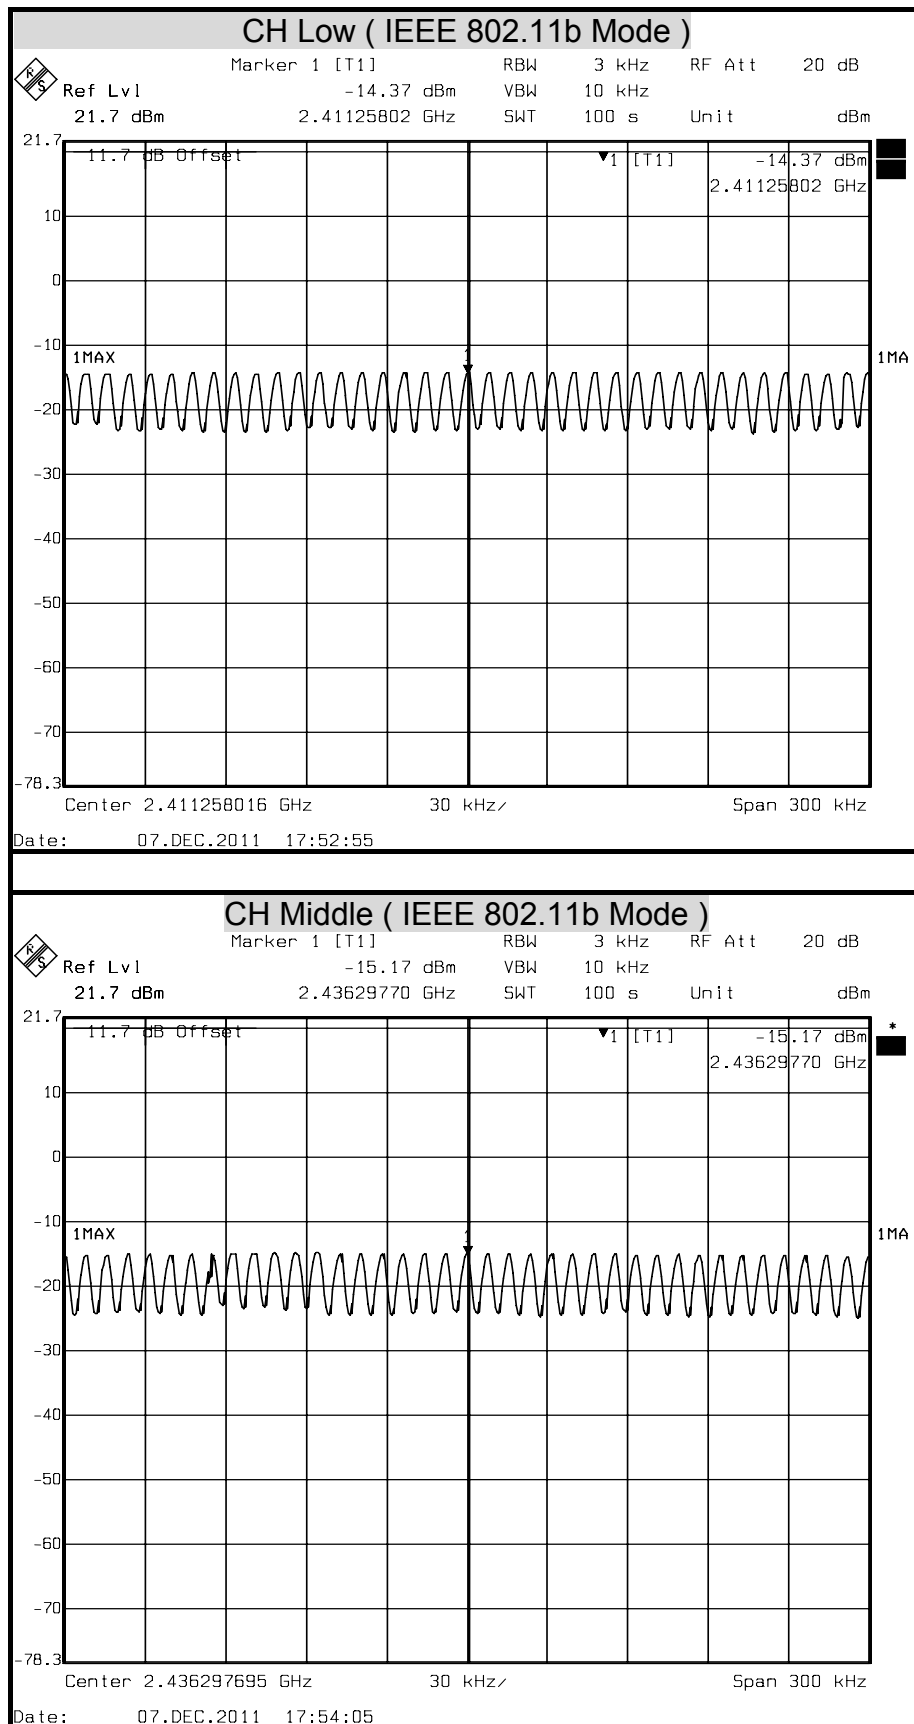 CH Low ( IEEE 802.11b Mode )
R S
Marker 1 [T1] RBW 3 kHz RF Att 20 dB
Ref Lvl -14.37 dBm VBW 10 kHz
21.7 dBm 2.41125802 GHz SWT 100 s Unit dBm
21.7
11.7 dB Offset 1 [T1] -14.37 dBm
2.41125802 GHz
10
0
-10
1MAX 1 1MA
-20
-30
-40
-50
-60
-70
-78.3
Center 2.411258016 GHz 30 kHz/ Span 300 kHz
Date: 07.DEC.2011 17:52:55
CH Middle ( IEEE 802.11b Mode )
R S
Marker 1 [T1] RBW 3 kHz RF Att 20 dB
Ref Lvl -15.17 dBm VBW 10 kHz
21.7 dBm 2.43629770 GHz SWT 100 s Unit dBm
21.7
11.7 dB Offset 1 [T1] -15.17 dBm *
2.43629770 GHz
10
0
-10
1MAX 1 1MA
-20
-30
-40
-50
-60
-70
-78.3
Center 2.436297695 GHz 30 kHz/ Span 300 kHz
Date: 07.DEC.2011 17:54:05